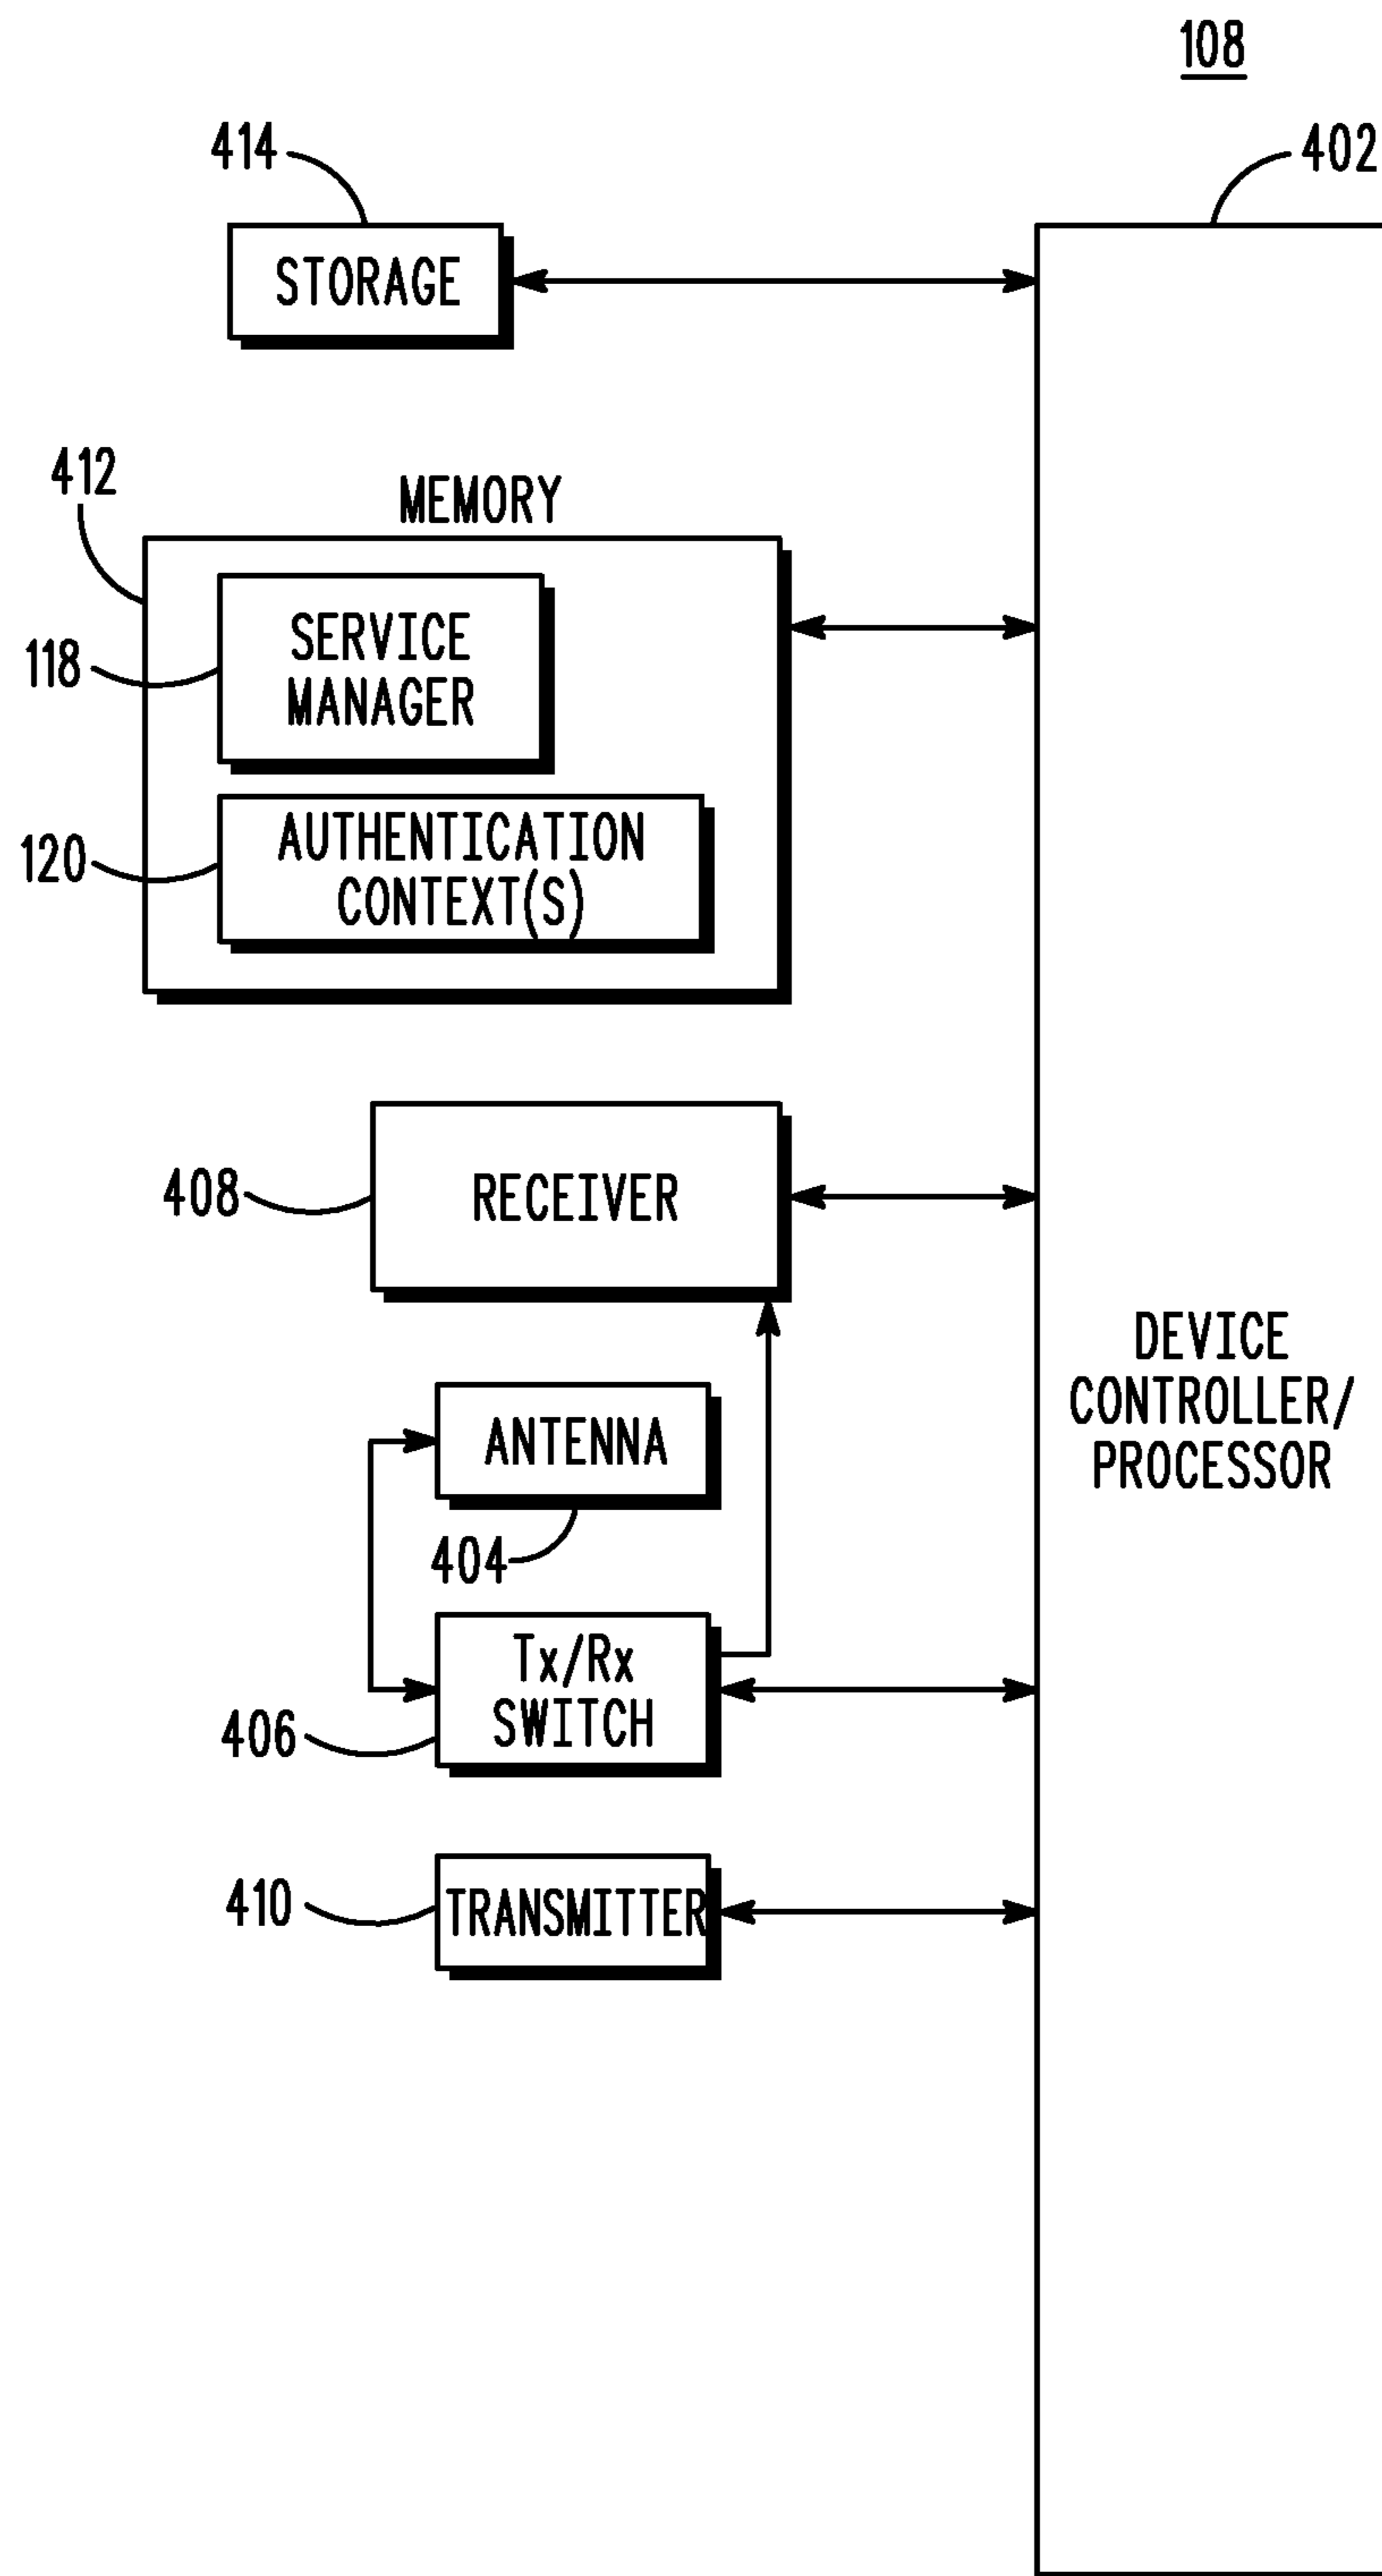 108
414
402
STORAGE
412
MEMORY
118
SERVICE
MANAGER
120
AUTHENTICATION
CONTEXT(S)
408
RECEIVER
DEVICE
CONTROLLER/
PROCESSOR
ANTENNA
404
Tx/Rx
SWITCH
406
410
TRANSMITTER